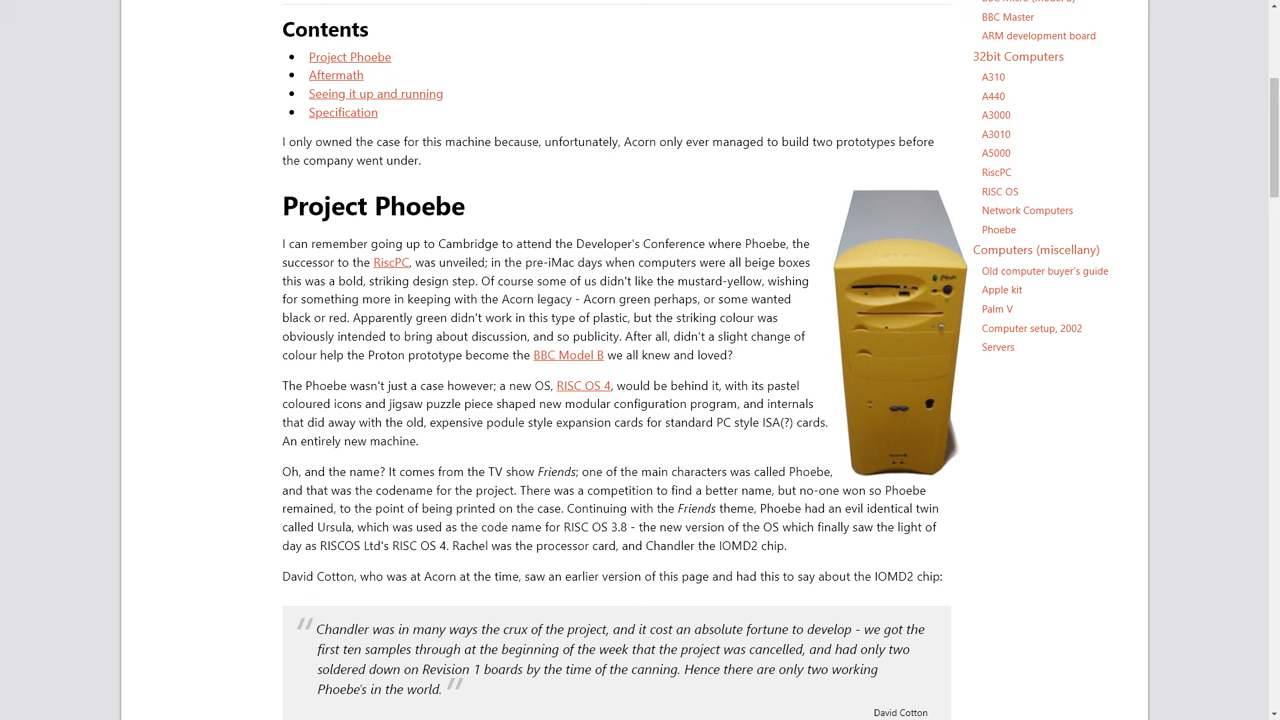 Contents
Project Phoebe
Aftermath
Seeing it up and running
Specification
I only owned the case for this machine because, unfortunately, Acorn only ever managed to build two prototypes before
the company went under.
Project Phoebe
I can remember going up to Cambridge to attend the Developer's Conference where Phoebe, the
successor to the RiscPC, was unveiled; in the pre-iMac days when computers were all beige boxes
this was a bold, striking design step. Of course some of us didn't like the mustard-yellow, wishing
for something more in keeping with the Acorn legacy - Acorn green perhaps, or some wanted
black or red. Apparently green didn't work in this type of plastic, but the striking colour was
obviously intended to bring about discussion, and so publicity. After all, didn't a slight change of
colour help the Proton prototype become the BBC Model B we all knew and loved?
The Phoebe wasn't just a case however; a new OS, RISC OS 4, would be behind it, with its pastel
coloured icons and jigsaw puzzle piece shaped new modular configuration program, and internals
that did away with the old, expensive podule style expansion cards for standard PC style ISA(?) cards.
An entirely new machine.
Oh, and the name? It comes from the TV show Friends; one of the main characters was called Phoebe,
and that was the codename for the project. There was a competition to find a better name, but no-one won so Phoebe
remained, to the point of being printed on the case. Continuing with the Friends theme, Phoebe had an evil identical twin
called Ursula, which was used as the code name for RISC OS 3.8 - the new version of the OS which finally saw the light of
day as RISCOS Ltd's RISC OS 4. Rachel was the processor card, and Chandler the IOMD2 chip.
David Cotton, who was at Acorn at the time, saw an earlier version of this page and had this to say about the IOMD2 chip:
" Chandler was in many ways the crux of the project, and it cost an absolute fortune to develop - we got the
first ten samples through at the beginning of the week that the project was cancelled, and had only two
soldered down on Revision 1 boards by the time of the canning. Hence there are only two working
Phoebe's in the world. "
David Cotton
BBC Master
ARM development board
32bit Computers
A310
A440
A3000
A3010
A5000
RiscPC
RISC OS
Network Computers
Phoebe
Computers (miscellany)
Old computer buyer's guide
Apple kit
Palm V
Computer setup, 2002
Servers